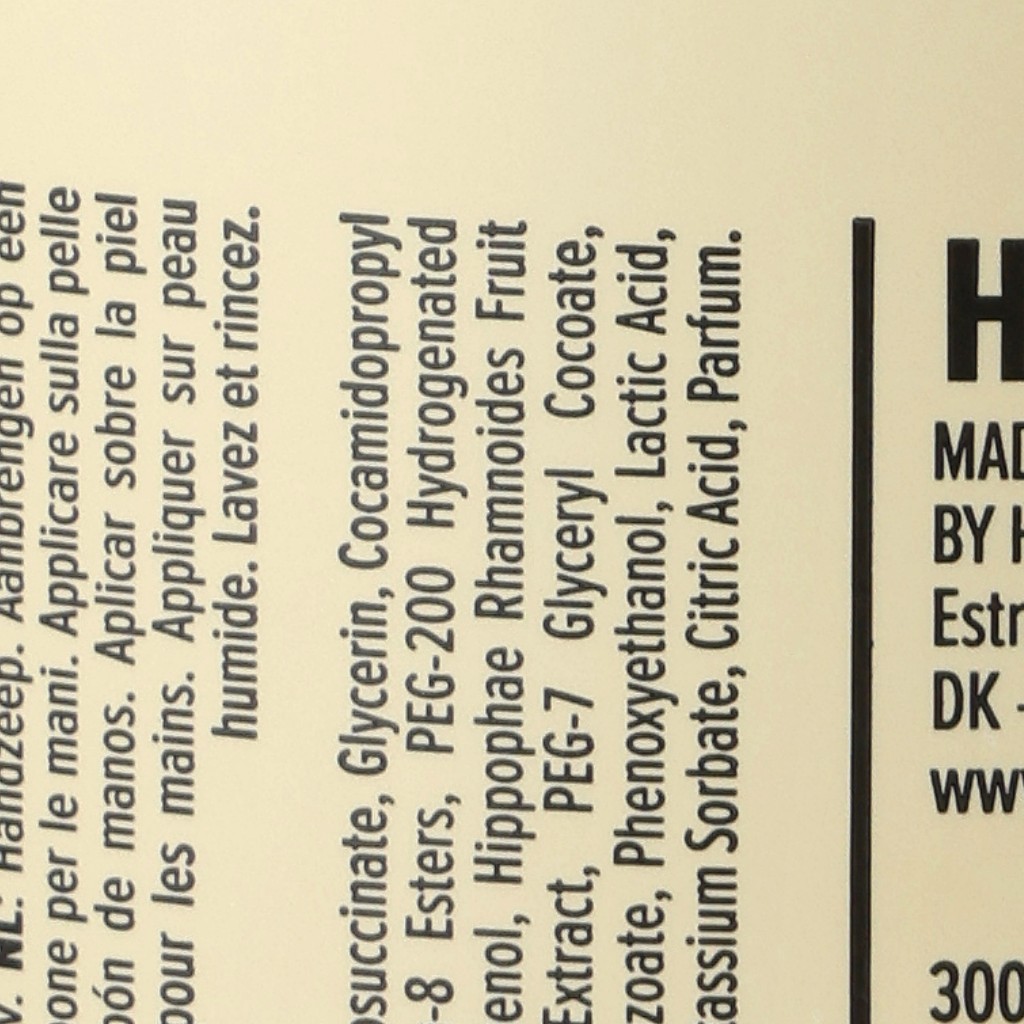 v. NL: Handzeep. Aanbrengen op een
one per le mani. Applicare sulla pelle
ón de manos. Aplicar sobre la piel
pour les mains. Appliquer sur peau
humide. Lavez et rincez.
osuccinate, Glycerin, Cocamidopropyl
-8 Esters, PEG-200 Hydrogenated
enol, Hippophae Rhamnoides Fruit
Extract, PEG-7 Glyceryl Cocoate,
zoate, Phenoxyethanol, Lactic Acid,
tassium Sorbate, Citric Acid, Parfum.
H
MAD
BY H
Estr
DK -
www
300